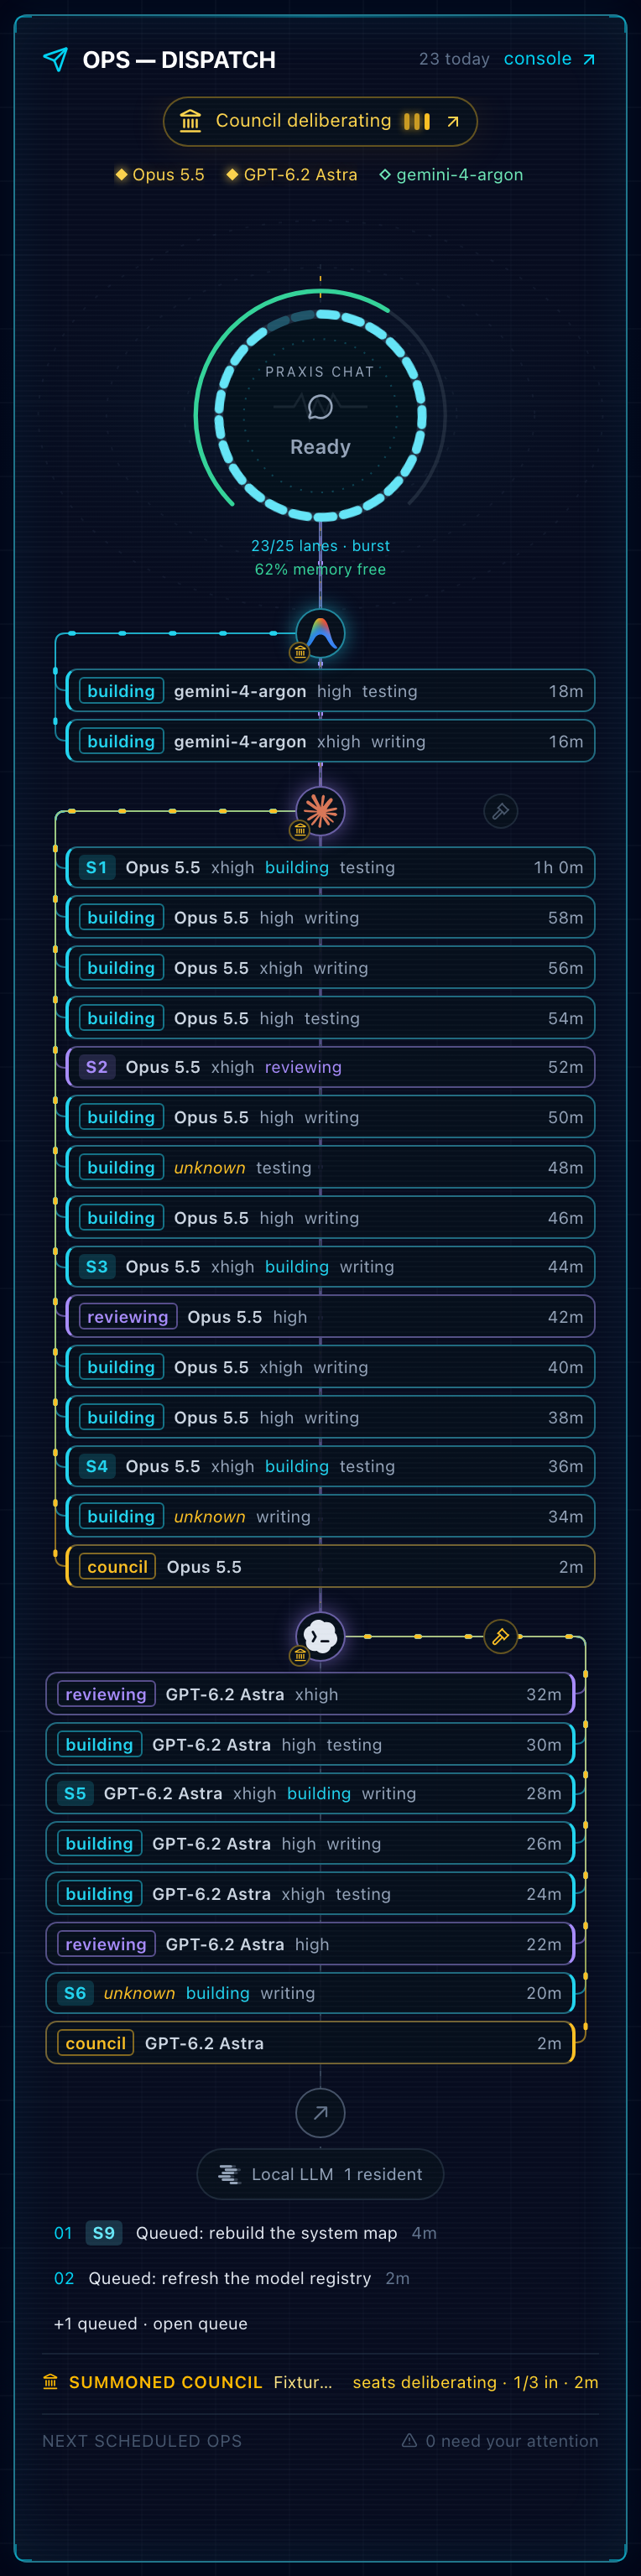 OPS — DISPATCH 23 today console
Council deliberating
Opus 5.5 GPT-6.2 Astra gemini-4-argon
PRAXIS CHAT
Ready
23/25 lanes · burst
62% memory free
building gemini-4-argon high testing 18m
building gemini-4-argon xhigh writing 16m
S1 Opus 5.5 xhigh building testing 1h 0m
building Opus 5.5 high writing 58m
building Opus 5.5 xhigh writing 56m
building Opus 5.5 high testing 54m
S2 Opus 5.5 xhigh reviewing 52m
building Opus 5.5 high writing 50m
building unknown testing 48m
building Opus 5.5 high writing 46m
S3 Opus 5.5 xhigh building writing 44m
reviewing Opus 5.5 high 42m
building Opus 5.5 xhigh writing 40m
building Opus 5.5 high writing 38m
S4 Opus 5.5 xhigh building testing 36m
building unknown writing 34m
council Opus 5.5 2m
reviewing GPT-6.2 Astra xhigh 32m
building GPT-6.2 Astra high testing 30m
S5 GPT-6.2 Astra xhigh building writing 28m
building GPT-6.2 Astra high writing 26m
building GPT-6.2 Astra xhigh testing 24m
reviewing GPT-6.2 Astra high 22m
S6 unknown building writing 20m
council GPT-6.2 Astra 2m
Local LLM 1 resident
01 S9 Queued: rebuild the system map 4m
02 Queued: refresh the model registry 2m
+1 queued · open queue
SUMMONED COUNCIL Fixtur... seats deliberating · 1/3 in · 2m
NEXT SCHEDULED OPS 0 need your attention